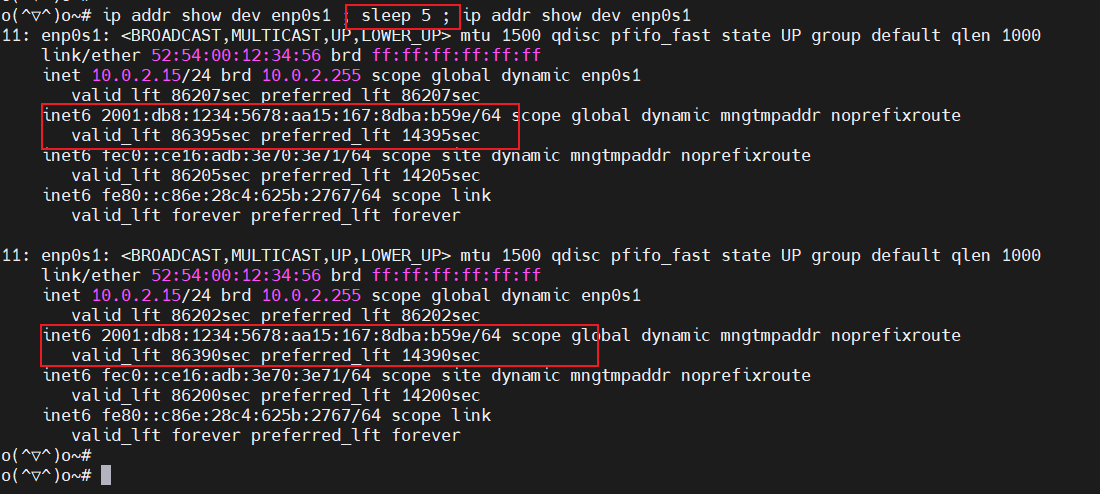 o(^▽^)o~# ip addr show dev enp0s1 ; sleep 5 ; ip addr show dev enp0s1
11: enp0s1: <BROADCAST,MULTICAST,UP,LOWER_UP> mtu 1500 qdisc pfifo_fast state UP group default qlen 1000
link/ether 52:54:00:12:34:56 brd ff:ff:ff:ff:ff:ff
inet 10.0.2.15/24 brd 10.0.2.255 scope global dynamic enp0s1
valid_lft 86207sec preferred_lft 86207sec
inet6 2001:db8:1234:5678:aa15:167:8dba:b59e/64 scope global dynamic mngtmpaddr noprefixroute
valid_lft 86395sec preferred_lft 14395sec
inet6 fec0::ce16:adb:3e70:3e71/64 scope site dynamic mngtmpaddr noprefixroute
valid_lft 86205sec preferred_lft 14205sec
inet6 fe80::c86e:28c4:625b:2767/64 scope link
valid_lft forever preferred_lft forever
11: enp0s1: <BROADCAST,MULTICAST,UP,LOWER_UP> mtu 1500 qdisc pfifo_fast state UP group default qlen 1000
link/ether 52:54:00:12:34:56 brd ff:ff:ff:ff:ff:ff
inet 10.0.2.15/24 brd 10.0.2.255 scope global dynamic enp0s1
valid_lft 86202sec preferred_lft 86202sec
inet6 2001:db8:1234:5678:aa15:167:8dba:b59e/64 scope global dynamic mngtmpaddr noprefixroute
valid_lft 86390sec preferred_lft 14390sec
inet6 fec0::ce16:adb:3e70:3e71/64 scope site dynamic mngtmpaddr noprefixroute
valid_lft 86200sec preferred_lft 14200sec
inet6 fe80::c86e:28c4:625b:2767/64 scope link
valid_lft forever preferred_lft forever
o(^▽^)o~#
o(^▽^)o~#